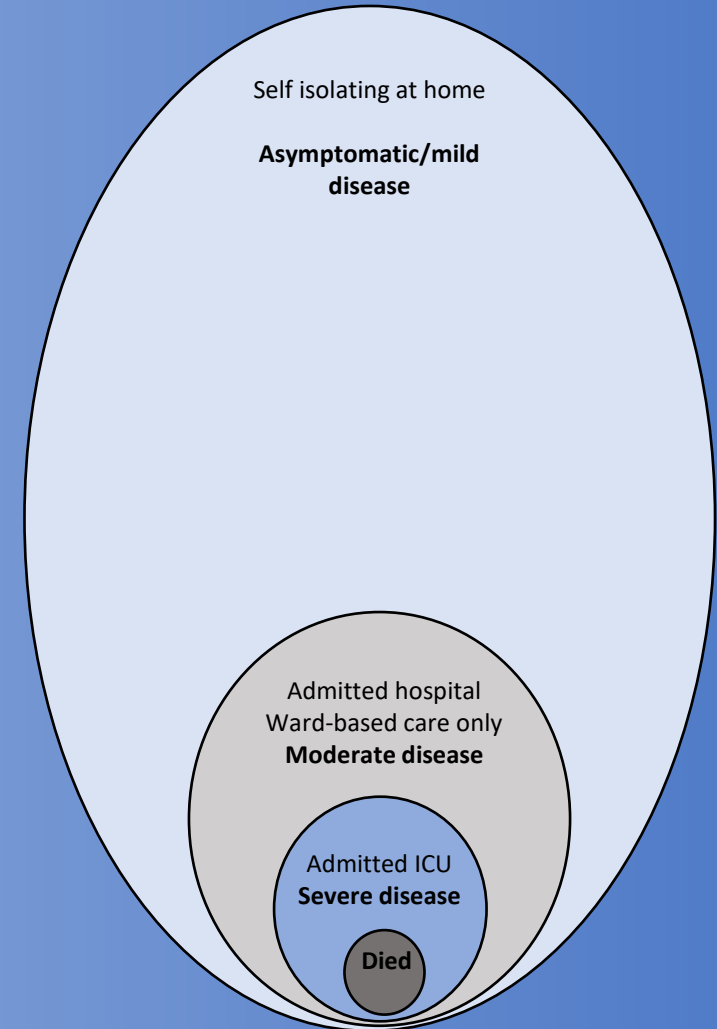 Self isolating at home
Asymptomatic/mild
disease
Admitted hospital
Ward-based care only
Moderate disease
Admitted ICU
Severe disease
Died